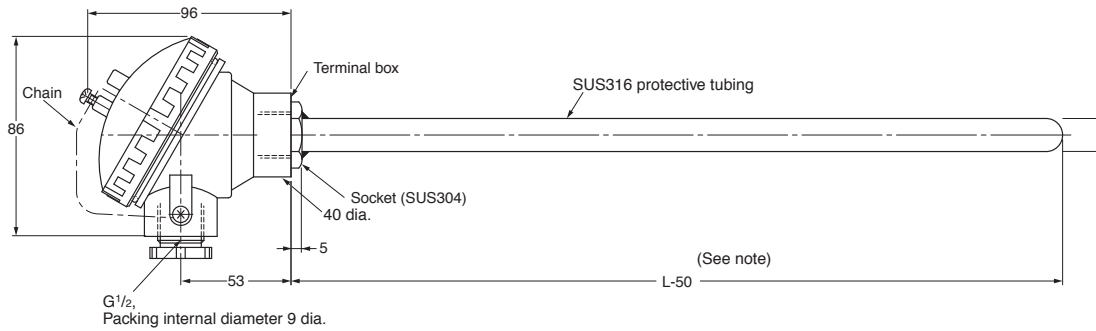 96
Terminal box
SUS316 protective tubing
Chain
86
Socket (SUS304)
40 dia.
5
(See note)
53
L-50
G1/2,
Packing internal diameter 9 dia.